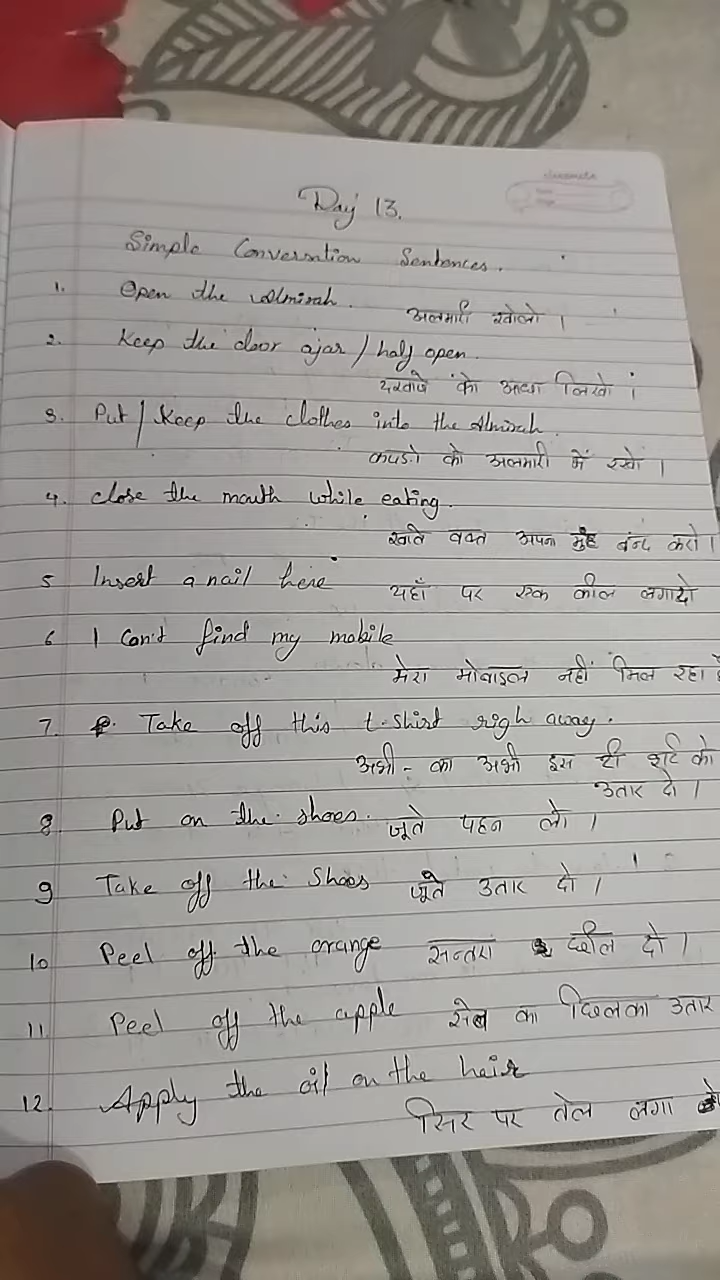 classmate
Day 13.
Simple Converntion Sentences.
1. Open the Almirah.
अलमारी खोलो ।
2. Keep the door ajar / half open.
दरवाजे को आधा लिखो ।
3. Put / Keep the clothes into the Almirah.
कपडो को अलमारी में रखो ।
4. Close the mouth while eating.
खाते वक्त अपना मुँह बन्द करो ।
5 Insert a nail here यहाँ पर एक कील लगादो
6 I can't find my mobile
मेरा मोबाइल नहीं मिल रहा है
7. Take off this t-shirt righ away.
अभी - का अभी इस टी शर्ट को
उतार दो ।
8 Put on the shoes. जूते पहन लो ।
9 Take off the Shoes जूते उतार दो ।
10 Peel off the orange सन्तरा छील दो ।
11 Peel off the apple सेब का छिलका उतार
12. Apply the oil on the hair
सिर पर तेल लगा लो